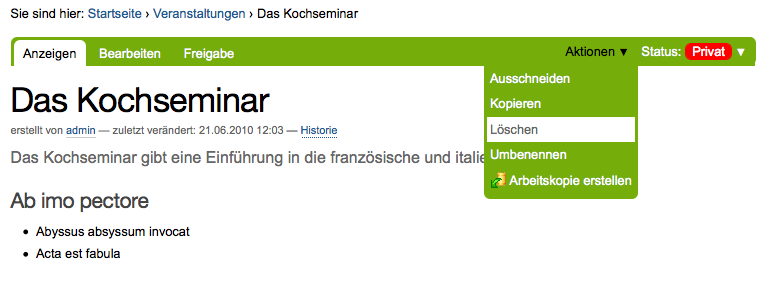 Sie sind hier: Startseite › Veranstaltungen › Das Kochseminar
Anzeigen Bearbeiten Freigabe Aktionen ▼ Status: Privat ▼
Ausschneiden
Kopieren
Löschen
Umbenennen
Arbeitskopie erstellen
Das Kochseminar
erstellt von admin — zuletzt verändert: 21.06.2010 12:03 — Historie
Das Kochseminar gibt eine Einführung in die französische und italie
Ab imo pectore
• Abyssus absyssum invocat
• Acta est fabula